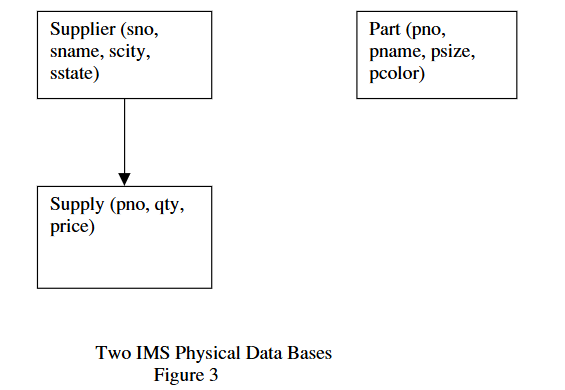 Supplier (sno,
sname, scity,
sstate)
Part (pno,
pname, psize,
pcolor)
Supply (pno, qty,
price)
Two IMS Physical Data Bases
Figure 3